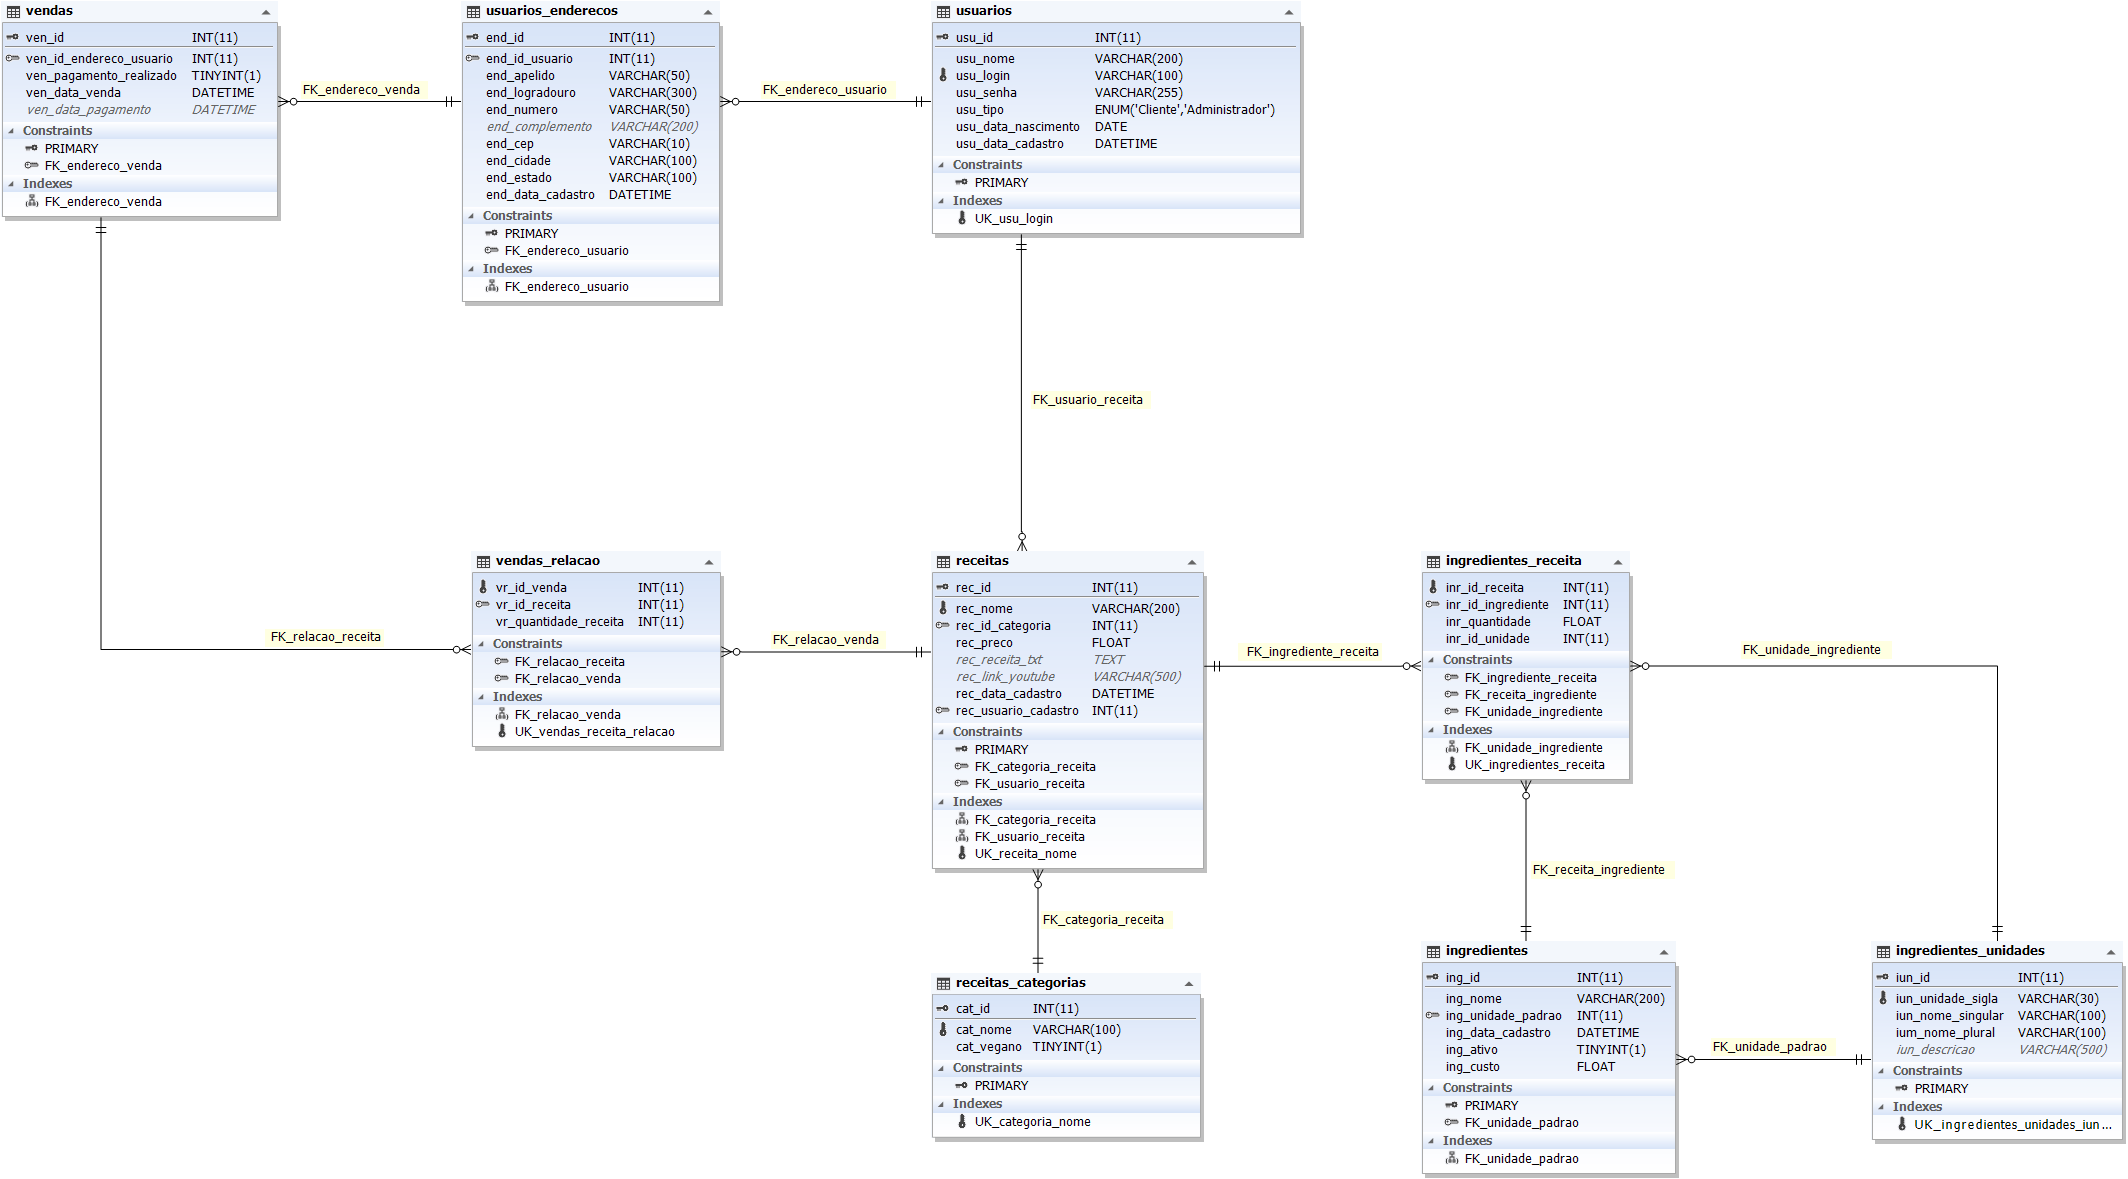 vendas
ven_id INT(11)
ven_id_endereco_usuario INT(11)
ven_pagamento_realizado TINYINT(1)
ven_data_venda DATETIME
ven_data_pagamento DATETIME
Constraints
PRIMARY
FK_endereco_venda
Indexes
FK_endereco_venda
FK_endereco_venda
usuarios_enderecos
end_id INT(11)
end_id_usuario INT(11)
end_apelido VARCHAR(50)
end_logradouro VARCHAR(300)
end_numero VARCHAR(50)
end_complemento VARCHAR(200)
end_cep VARCHAR(10)
end_cidade VARCHAR(100)
end_estado VARCHAR(100)
end_data_cadastro DATETIME
Constraints
PRIMARY
FK_endereco_usuario
Indexes
FK_endereco_usuario
FK_endereco_usuario
usuarios
usu_id INT(11)
usu_nome VARCHAR(200)
usu_login VARCHAR(100)
usu_senha VARCHAR(255)
usu_tipo ENUM('Cliente','Administrador')
usu_data_nascimento DATE
usu_data_cadastro DATETIME
Constraints
PRIMARY
Indexes
UK_usu_login
FK_usuario_receita
FK_relacao_receita
vendas_relacao
vr_id_venda INT(11)
vr_id_receita INT(11)
vr_quantidade_receita INT(11)
Constraints
FK_relacao_receita
FK_relacao_venda
Indexes
FK_relacao_venda
UK_vendas_receita_relacao
FK_relacao_venda
receitas
rec_id INT(11)
rec_nome VARCHAR(200)
rec_id_categoria INT(11)
rec_preco FLOAT
rec_receita_txt TEXT
rec_link_youtube VARCHAR(500)
rec_data_cadastro DATETIME
rec_usuario_cadastro INT(11)
Constraints
PRIMARY
FK_categoria_receita
FK_usuario_receita
Indexes
FK_categoria_receita
FK_usuario_receita
UK_receita_nome
FK_ingrediente_receita
ingredientes_receita
inr_id_receita INT(11)
inr_id_ingrediente INT(11)
inr_quantidade FLOAT
inr_id_unidade INT(11)
Constraints
FK_ingrediente_receita
FK_receita_ingrediente
FK_unidade_ingrediente
Indexes
FK_unidade_ingrediente
UK_ingredientes_receita
FK_unidade_ingrediente
FK_receita_ingrediente
FK_categoria_receita
receitas_categorias
cat_id INT(11)
cat_nome VARCHAR(100)
cat_vegano TINYINT(1)
Constraints
PRIMARY
Indexes
UK_categoria_nome
ingredientes
ing_id INT(11)
ing_nome VARCHAR(200)
ing_unidade_padrao INT(11)
ing_data_cadastro DATETIME
ing_ativo TINYINT(1)
ing_custo FLOAT
Constraints
PRIMARY
FK_unidade_padrao
Indexes
FK_unidade_padrao
FK_unidade_padrao
ingredientes_unidades
iun_id INT(11)
iun_unidade_sigla VARCHAR(30)
iun_nome_singular VARCHAR(100)
ium_nome_plural VARCHAR(100)
iun_descricao VARCHAR(500)
Constraints
PRIMARY
Indexes
UK_ingredientes_unidades_iun...